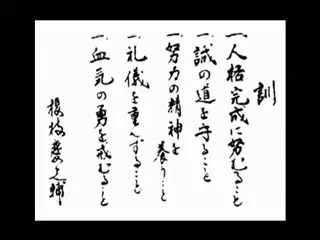 訓
一、人格完成に努むること
一、誠の道を守ること
一、努力の精神を養うこと
一、礼儀を重んずること
一、血気の勇を戒むること